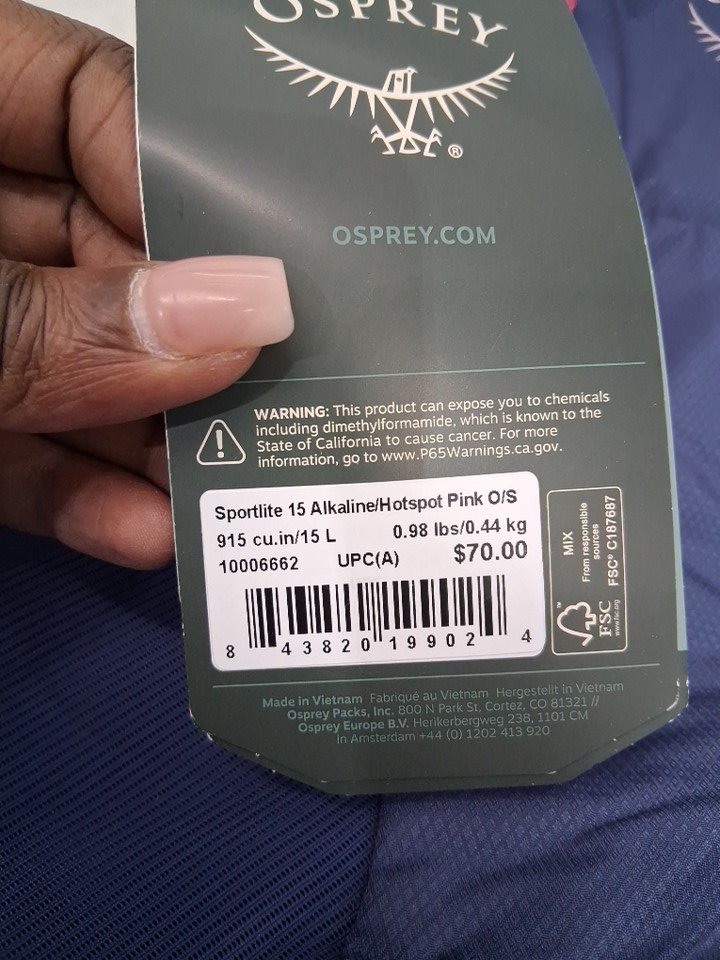 OSPREY
®
OSPREY.COM
WARNING: This product can expose you to chemicals
including dimethylformamide, which is known to the
State of California to cause cancer. For more
information, go to www.P65Warnings.ca.gov.
Sportlite 15 Alkaline/Hotspot Pink O/S
915 cu.in/15 L 0.98 lbs/0.44 kg
10006662 UPC(A) $70.00
8 43820 19902 4
MIX
From responsible
sources
FSC® C187687
™
FSC
www.fsc.org
Made in Vietnam Fabriqué au Vietnam Hergestellt in Vietnam
Osprey Packs, Inc. 800 N Park St, Cortez, CO 81321 //
Osprey Europe B.V. Herikerbergweg 238, 1101 CM
in Amsterdam +44 (0) 1202 413 920